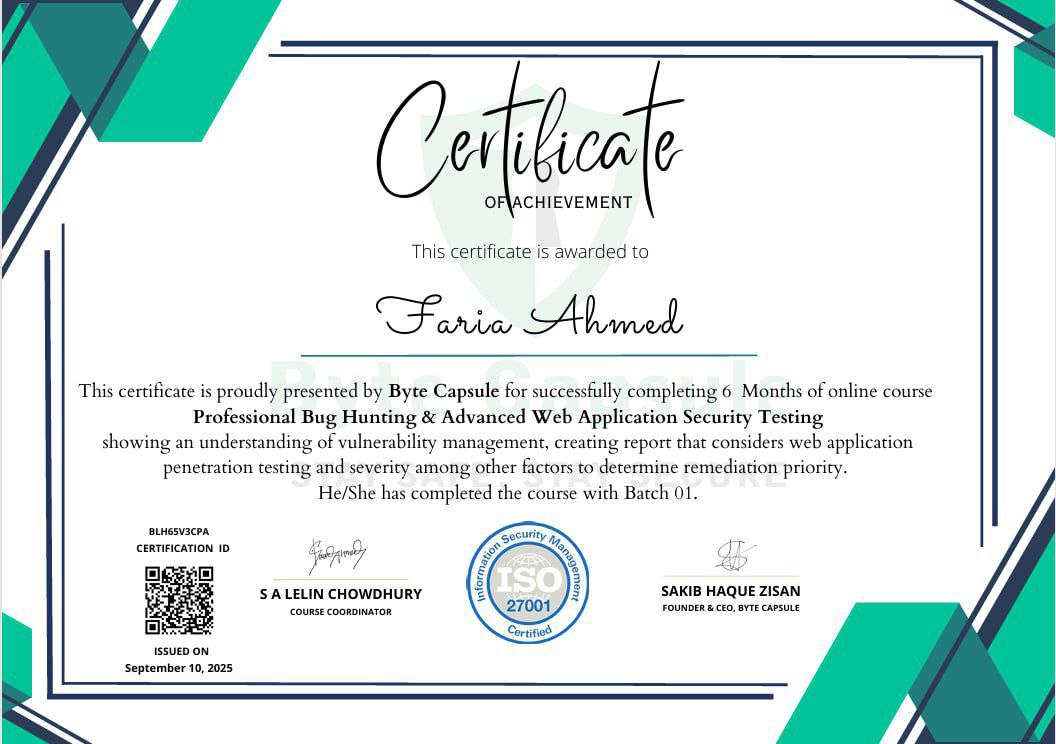 Certificate
OF ACHIEVEMENT
This certificate is awarded to
Faria Ahmed
Byte Capsule
This certificate is proudly presented by Byte Capsule for successfully completing 6 Months of online course
Professional Bug Hunting & Advanced Web Application Security Testing
showing an understanding of vulnerability management, creating report that considers web application
penetration testing and severity among other factors to determine remediation priority.
STAY SAFE, STAY SECURE
He/She has completed the course with Batch 01.
BLH65V3CPA
CERTIFICATION ID
ISSUED ON
September 10, 2025
S A LELIN CHOWDHURY
COURSE COORDINATOR
Information Security Management
ISO
27001
Certified
SAKIB HAQUE ZISAN
FOUNDER & CEO, BYTE CAPSULE